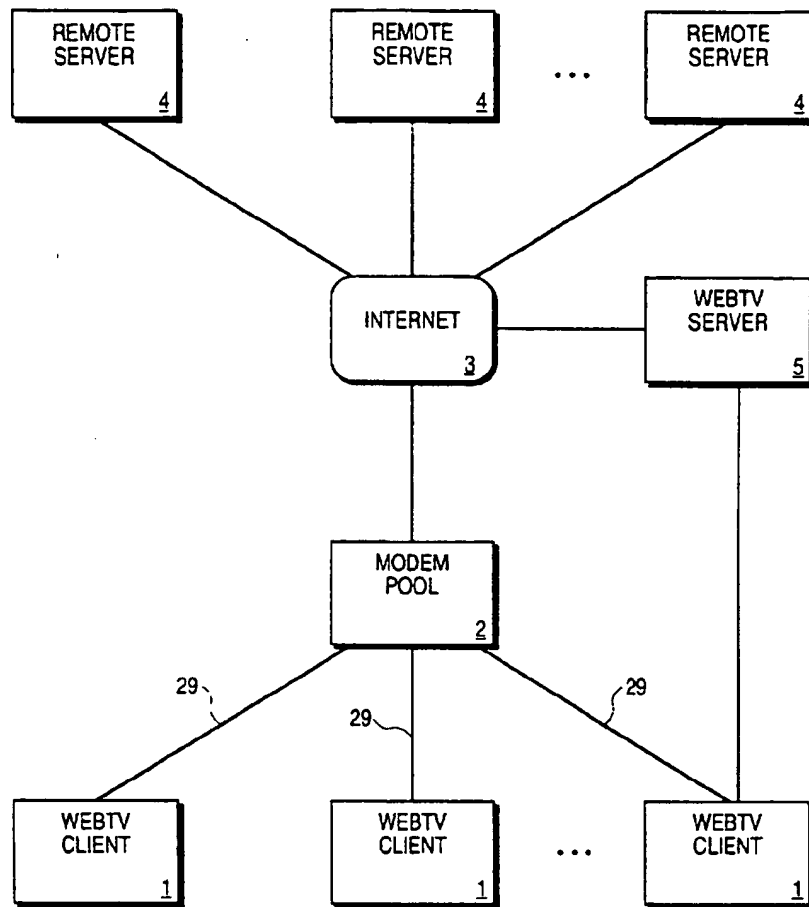 REMOTE
SERVER
4
REMOTE
SERVER
4
...
REMOTE
SERVER
4
INTERNET
3
WEBTV
SERVER
5
MODEM
POOL
2
29
29
29
WEBTV
CLIENT
1
WEBTV
CLIENT
1
...
WEBTV
CLIENT
1